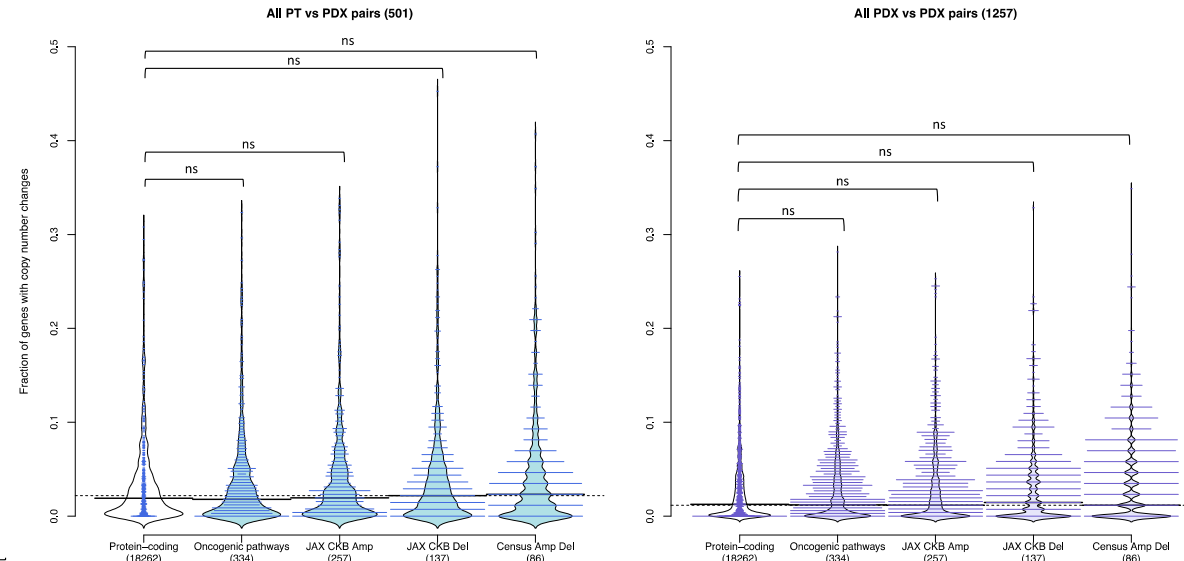 All PT vs PDX pairs (501)
ns
ns
ns
ns
Fraction of genes with copy number changes
0.0
0.1
0.2
0.3
0.4
0.5
Protein–coding
(18262)
Oncogenic pathways
(334)
JAX CKB Amp
(257)
JAX CKB Del
(137)
Census Amp Del
(86)
All PDX vs PDX pairs (1257)
ns
ns
ns
ns
0.0
0.1
0.2
0.3
0.4
0.5
Protein–coding
(18262)
Oncogenic pathways
(334)
JAX CKB Amp
(257)
JAX CKB Del
(137)
Census Amp Del
(86)